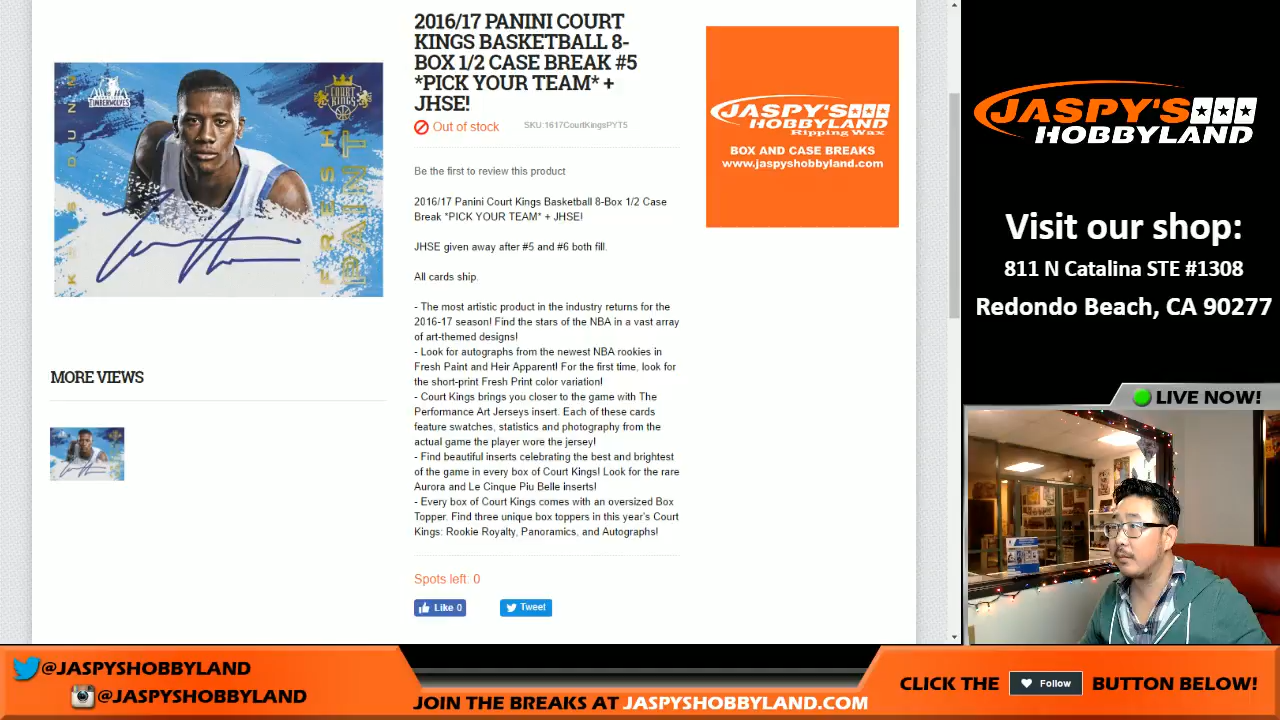 2016/17 PANINI COURT
KINGS BASKETBALL 8-
BOX 1/2 CASE BREAK #5
*PICK YOUR TEAM* +
JHSE!
Out of stock
SKU:1617CourtKingsPYT5
Be the first to review this product
2016/17 Panini Court Kings Basketball 8-Box 1/2 Case
Break *PICK YOUR TEAM* + JHSE!
JHSE given away after #5 and #6 both fill.
All cards ship.
- The most artistic product in the industry returns for the
2016-17 season! Find the stars of the NBA in a vast array
of art-themed designs!
- Look for autographs from the newest NBA rookies in
Fresh Paint and Heir Apparent! For the first time, look for
the short-print Fresh Print color variation!
- Court Kings brings you closer to the game with The
Performance Art Jerseys insert. Each of these cards
feature swatches, statistics and photography from the
actual game the player wore the jersey!
- Find beautiful inserts celebrating the best and brightest
of the game in every box of Court Kings! Look for the rare
Aurora and Le Cinque Piu Belle inserts!
- Every box of Court Kings comes with an oversized Box
Topper. Find three unique box toppers in this year's Court
Kings: Rookie Royalty, Panoramics, and Autographs!
Spots left: 0
Like 0
Tweet
TIMBERWOLVES
COURT
KINGS
KRIS DUNN
FRESH
PAINT
MORE VIEWS
JASPY'S
HOBBYLAND
Ripping Wax
BOX AND CASE BREAKS
www.jaspyshobbyland.com
JASPY'S
HOBBYLAND
Visit our shop:
811 N Catalina STE #1308
Redondo Beach, CA 90277
LIVE NOW!
@JASPYSHOBBYLAND
@JASPYSHOBBYLAND
JOIN THE BREAKS AT JASPYSHOBBYLAND.COM
CLICK THE Follow BUTTON BELOW!